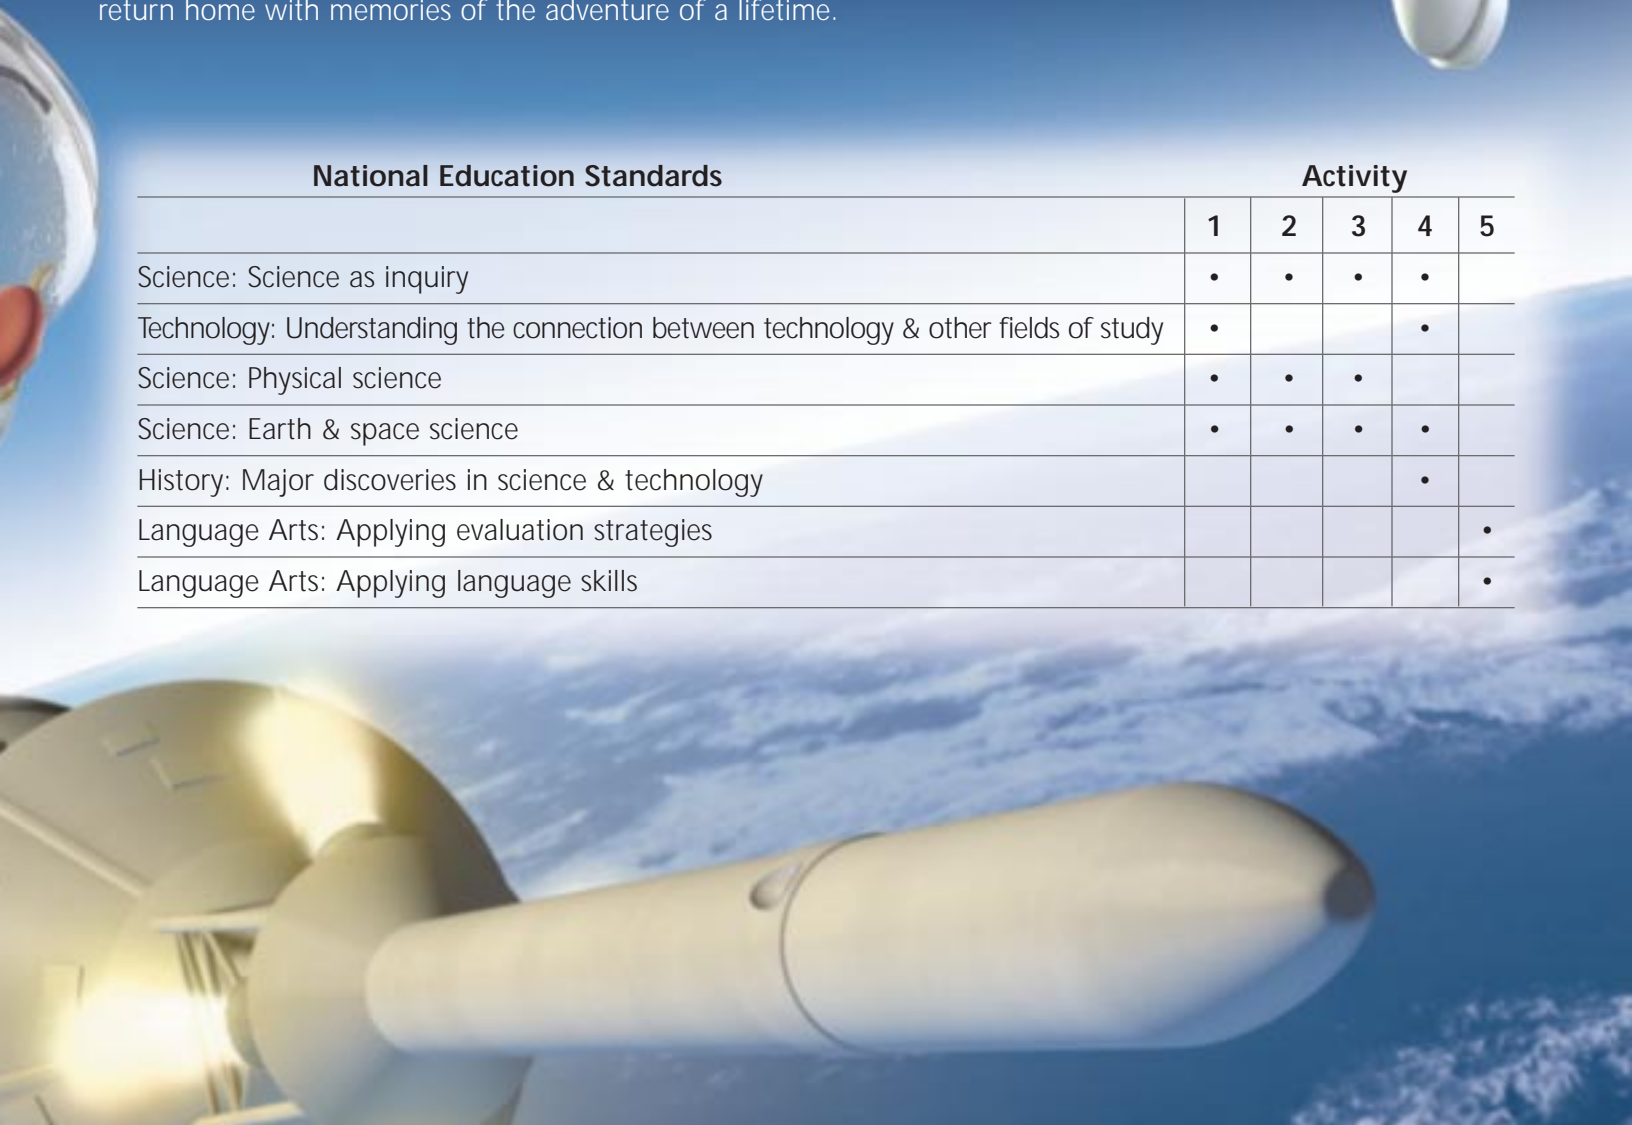 return home with memories of the adventure of a lifetime.
National Education Standards Activity
1 2 3 4 5
Science: Science as inquiry • • • •
Technology: Understanding the connection between technology & other fields of study • •
Science: Physical science • • •
Science: Earth & space science • • • •
History: Major discoveries in science & technology •
Language Arts: Applying evaluation strategies •
Language Arts: Applying language skills •